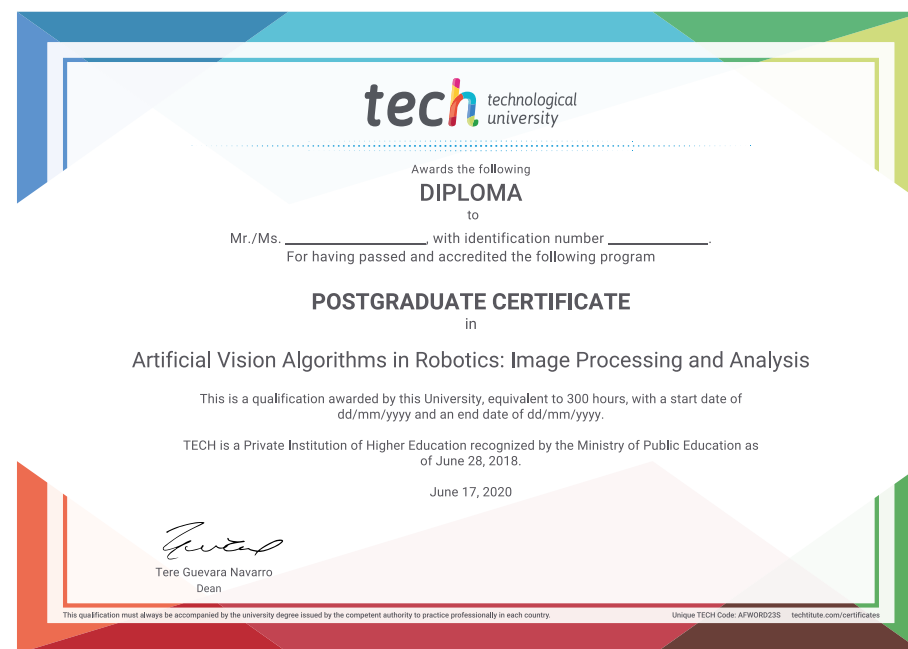 tech technological
university
Awards the following
DIPLOMA
to
Mr./Ms. ____________, with identification number ____________.
For having passed and accredited the following program
POSTGRADUATE CERTIFICATE
in
Artificial Vision Algorithms in Robotics: Image Processing and Analysis
This is a qualification awarded by this University, equivalent to 300 hours, with a start date of
dd/mm/yyyy and an end date of dd/mm/yyyy.
TECH is a Private Institution of Higher Education recognized by the Ministry of Public Education as
of June 28, 2018.
June 17, 2020
Tere Guevara Navarro
Dean
This qualification must always be accompanied by the university degree issued by the competent authority to practice professionally in each country.
Unique TECH Code: AFWORD23S techtitute.com/certificates